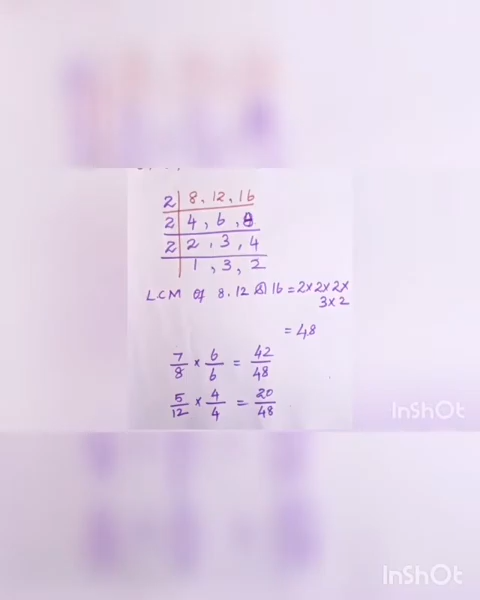 2 | 8, 12, 16
2 | 4, 6, 8
2 | 2, 3, 4
1, 3, 2
L.C.M of 8, 12 & 16 = 2×2×2×
3×2
= 48
7/8 × 6/6 = 42/48
5/12 × 4/4 = 20/48
InShOt
InShOt